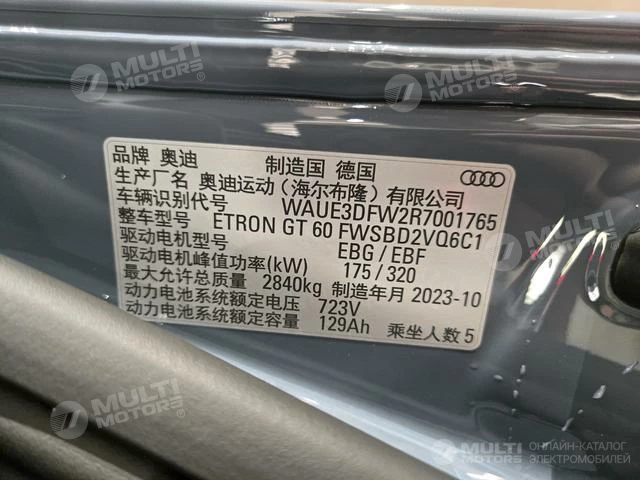 MULTI MOTORS
MULTI MOTORS
品牌 奥迪 制造国 德国
生产厂名 奥迪运动（海尔布隆）有限公司
车辆识别代号 WAUE3DFW2R7001765
整车型号 ETRON GT 60 FWSBD2VQ6C1
驱动电机型号 EBG / EBF
驱动电机峰值功率(kW) 175 / 320
最大允许总质量 2840kg 制造年月 2023-10
动力电池系统额定电压 723V
动力电池系统额定容量 129Ah 乘坐人数 5
MULTI MOTORS
MULTI MOTORS
MULTI MOTORS
ОНЛАЙН-КАТАЛОГ
ЭЛЕКТРОМОБИЛЕЙ